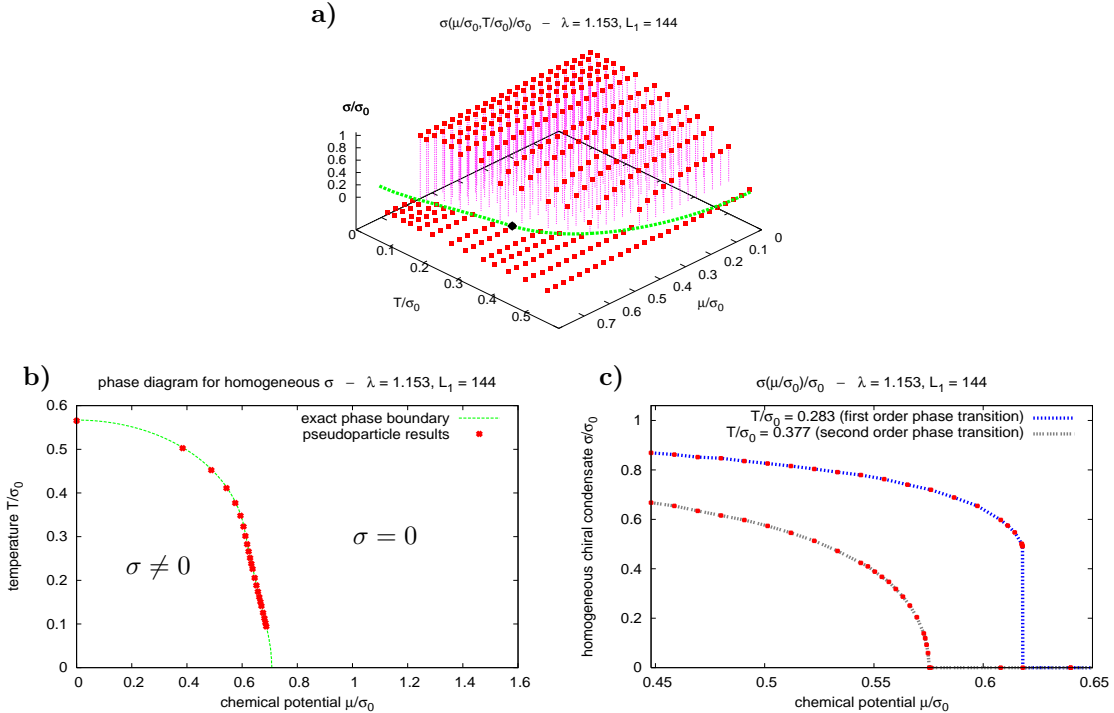 a)
σ(μ/σ₀,T/σ₀)/σ₀ – λ = 1.153, L₁ = 144
σ/σ₀
1
0.8
0.6
0.4
0.2
0
0
0.1
0.2
0.3
0.4
0.5
T/σ₀
0
0.1
0.2
0.3
0.4
0.5
0.6
0.7
μ/σ₀
b)
phase diagram for homogeneous σ – λ = 1.153, L₁ = 144
exact phase boundary
pseudoparticle results
temperature T/σ₀
0.6
0.5
0.4
0.3
0.2
0.1
0
σ ≠ 0
σ = 0
0 0.2 0.4 0.6 0.8 1 1.2 1.4 1.6
chemical potential μ/σ₀
c)
σ(μ/σ₀)/σ₀ – λ = 1.153, L₁ = 144
T/σ₀ = 0.283 (first order phase transition)
T/σ₀ = 0.377 (second order phase transition)
homogeneous chiral condensate σ/σ₀
1
0.8
0.6
0.4
0.2
0
0.45 0.5 0.55 0.6 0.65
chemical potential μ/σ₀